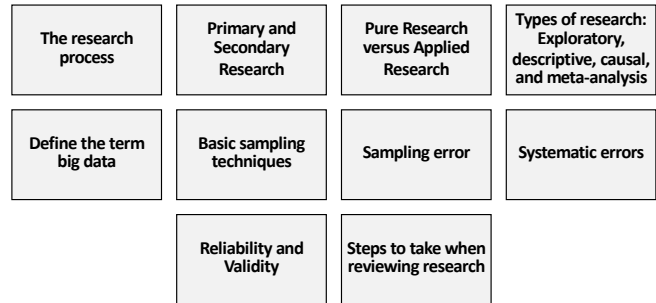 The research
process
Primary and
Secondary
Research
Pure Research
versus Applied
Research
Types of research:
Exploratory,
descriptive, causal,
and meta-analysis
Define the term
big data
Basic sampling
techniques
Sampling error
Systematic errors
Reliability and
Validity
Steps to take when
reviewing research